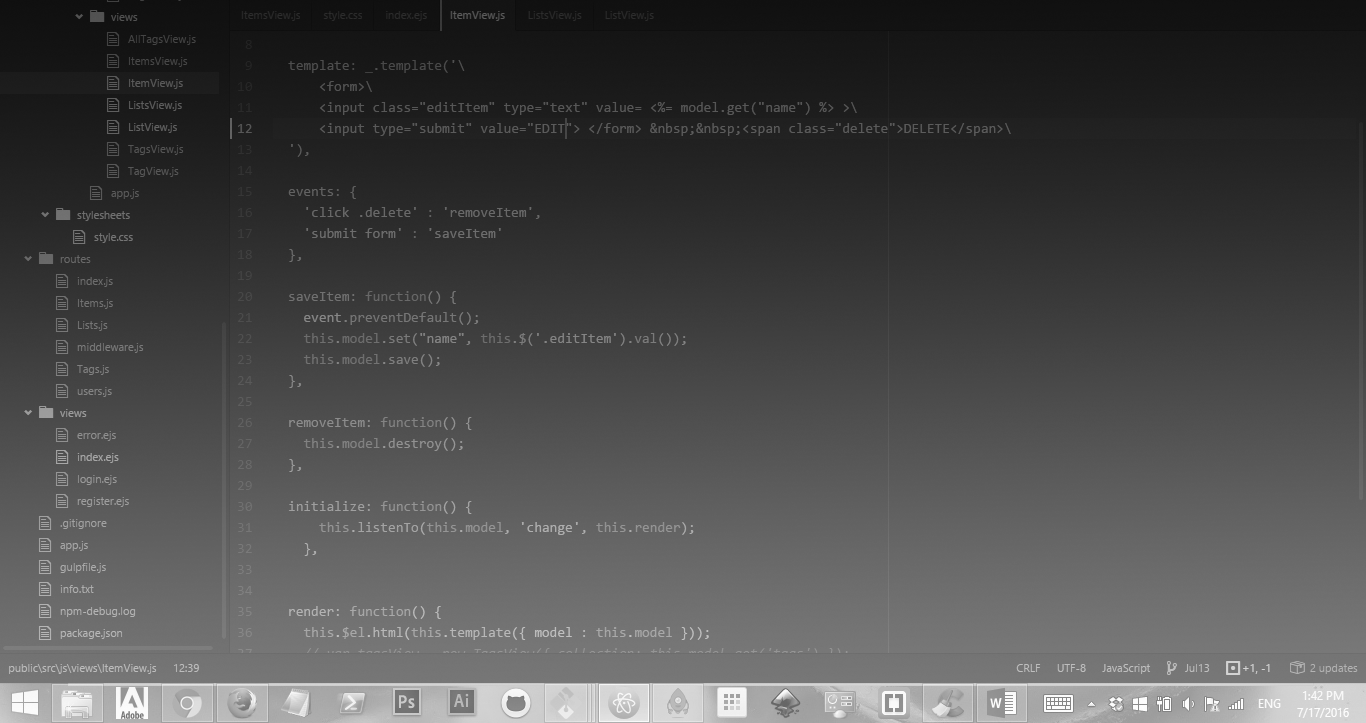 views
AllTagsView.js
ItemsView.js
ItemView.js
ListsView.js
ListView.js
TagsView.js
TagView.js
app.js
stylesheets
style.css
routes
index.js
Items.js
Lists.js
middleware.js
Tags.js
users.js
views
error.ejs
index.ejs
login.ejs
register.ejs
.gitignore
app.js
gulpfile.js
info.txt
npm-debug.log
package.json
ItemsView.js style.css index.ejs ItemView.js ListsView.js ListView.js
8
9 template: _.template('\
10 <form>\
11 <input class="editItem" type="text" value= <%= model.get("name") %> >\
12 <input type="submit" value="EDIT"> </form> &nbsp;&nbsp;<span class="delete">DELETE</span>\
13 '),
14
15 events: {
16 'click .delete' : 'removeItem',
17 'submit form' : 'saveItem'
18 },
19
20 saveItem: function() {
21 event.preventDefault();
22 this.model.set("name", this.$('.editItem').val());
23 this.model.save();
24 },
25
26 removeItem: function() {
27 this.model.destroy();
28 },
29
30 initialize: function() {
31 this.listenTo(this.model, 'change', this.render);
32 },
33
34
35 render: function() {
36 this.$el.html(this.template({ model : this.model }));
public\src\js\views\ItemView.js 12:39 CRLF UTF-8 JavaScript Jul13 +1, -1 2 updates
Adobe Ps Ai ENG 1:42 PM
7/17/2016